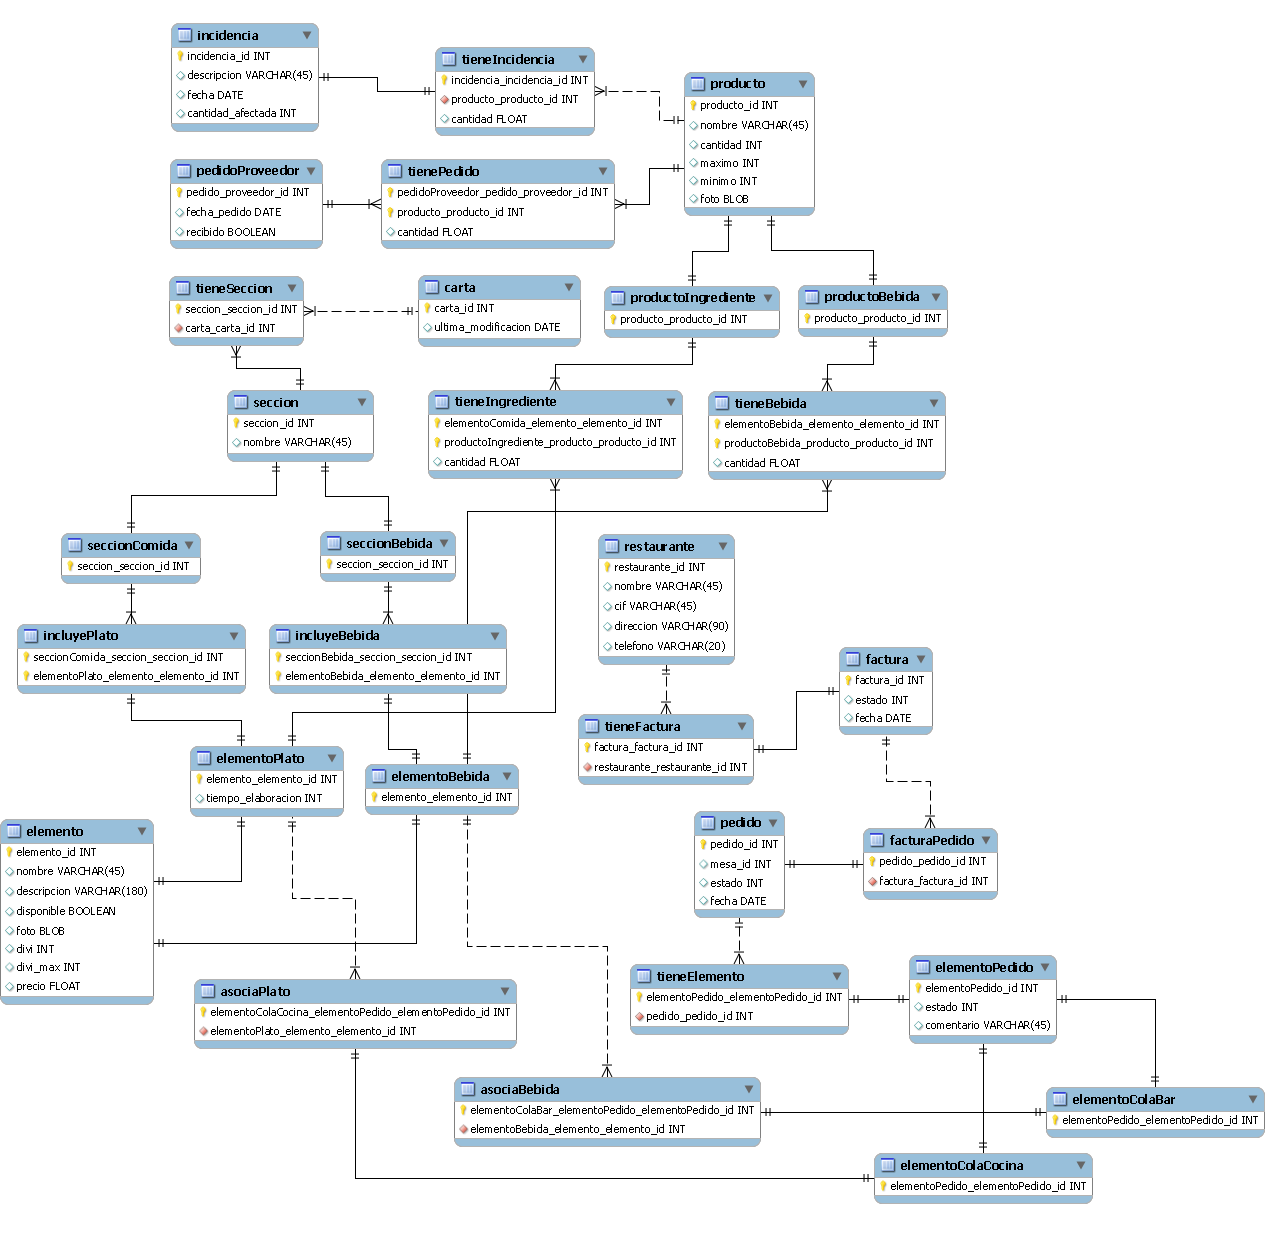 incidencia
incidencia_id INT
descripcion VARCHAR(45)
fecha DATE
cantidad_afectada INT
tieneIncidencia
incidencia_incidencia_id INT
producto_producto_id INT
cantidad FLOAT
producto
producto_id INT
nombre VARCHAR(45)
cantidad INT
maximo INT
minimo INT
foto BLOB
pedidoProveedor
pedido_proveedor_id INT
fecha_pedido DATE
recibido BOOLEAN
tienePedido
pedidoProveedor_pedido_proveedor_id INT
producto_producto_id INT
cantidad FLOAT
tieneSeccion
seccion_seccion_id INT
carta_carta_id INT
carta
carta_id INT
ultima_modificacion DATE
productoIngrediente
producto_producto_id INT
productoBebida
producto_producto_id INT
seccion
seccion_id INT
nombre VARCHAR(45)
tieneIngrediente
elementoComida_elemento_elemento_id INT
productoIngrediente_producto_producto_id INT
cantidad FLOAT
tieneBebida
elementoBebida_elemento_elemento_id INT
productoBebida_producto_producto_id INT
cantidad FLOAT
seccionComida
seccion_seccion_id INT
seccionBebida
seccion_seccion_id INT
restaurante
restaurante_id INT
nombre VARCHAR(45)
cif VARCHAR(45)
direccion VARCHAR(90)
telefono VARCHAR(20)
incluyePlato
seccionComida_seccion_seccion_id INT
elementoPlato_elemento_elemento_id INT
incluyeBebida
seccionBebida_seccion_seccion_id INT
elementoBebida_elemento_elemento_id INT
factura
factura_id INT
estado INT
fecha DATE
tieneFactura
factura_factura_id INT
restaurante_restaurante_id INT
elementoPlato
elemento_elemento_id INT
tiempo_elaboracion INT
elementoBebida
elemento_elemento_id INT
elemento
elemento_id INT
nombre VARCHAR(45)
descripcion VARCHAR(180)
disponible BOOLEAN
foto BLOB
divi INT
divi_max INT
precio FLOAT
pedido
pedido_id INT
mesa_id INT
estado INT
fecha DATE
facturaPedido
pedido_pedido_id INT
factura_factura_id INT
asociaPlato
elementoColaCocina_elementoPedido_elementoPedido_id INT
elementoPlato_elemento_elemento_id INT
tieneElemento
elementoPedido_elementoPedido_id INT
pedido_pedido_id INT
elementoPedido
elementoPedido_id INT
estado INT
comentario VARCHAR(45)
asociaBebida
elementoColaBar_elementoPedido_elementoPedido_id INT
elementoBebida_elemento_elemento_id INT
elementoColaBar
elementoPedido_elementoPedido_id INT
elementoColaCocina
elementoPedido_elementoPedido_id INT